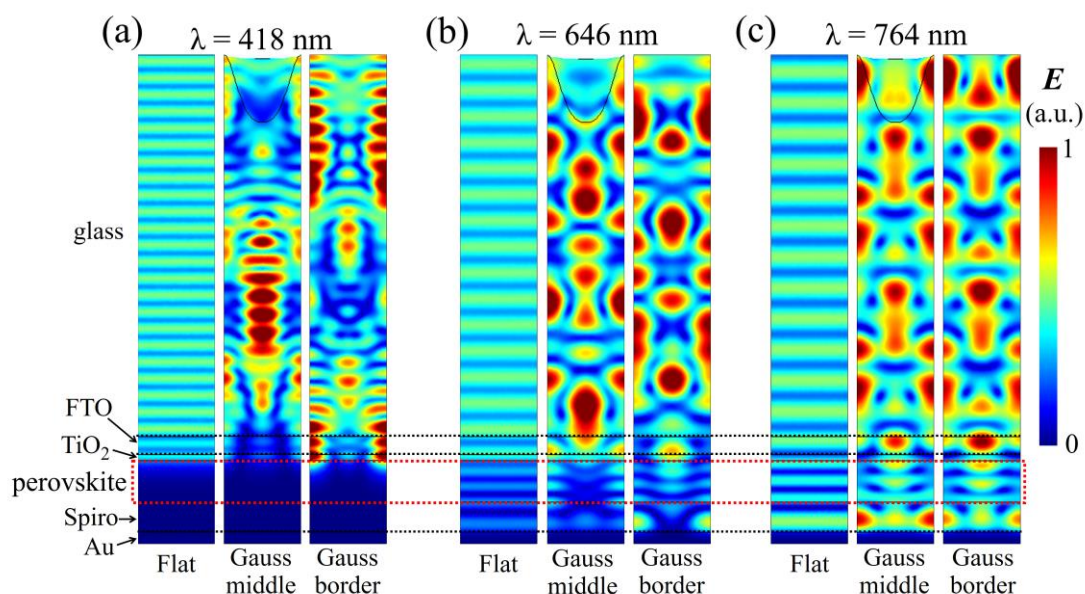 (a)
λ = 418 nm
(b)
λ = 646 nm
(c)
λ = 764 nm
E
(a.u.)
1
0
glass
FTO
TiO₂
perovskite
Spiro
Au
Flat
Gauss
middle
Gauss
border
Flat
Gauss
middle
Gauss
border
Flat
Gauss
middle
Gauss
border